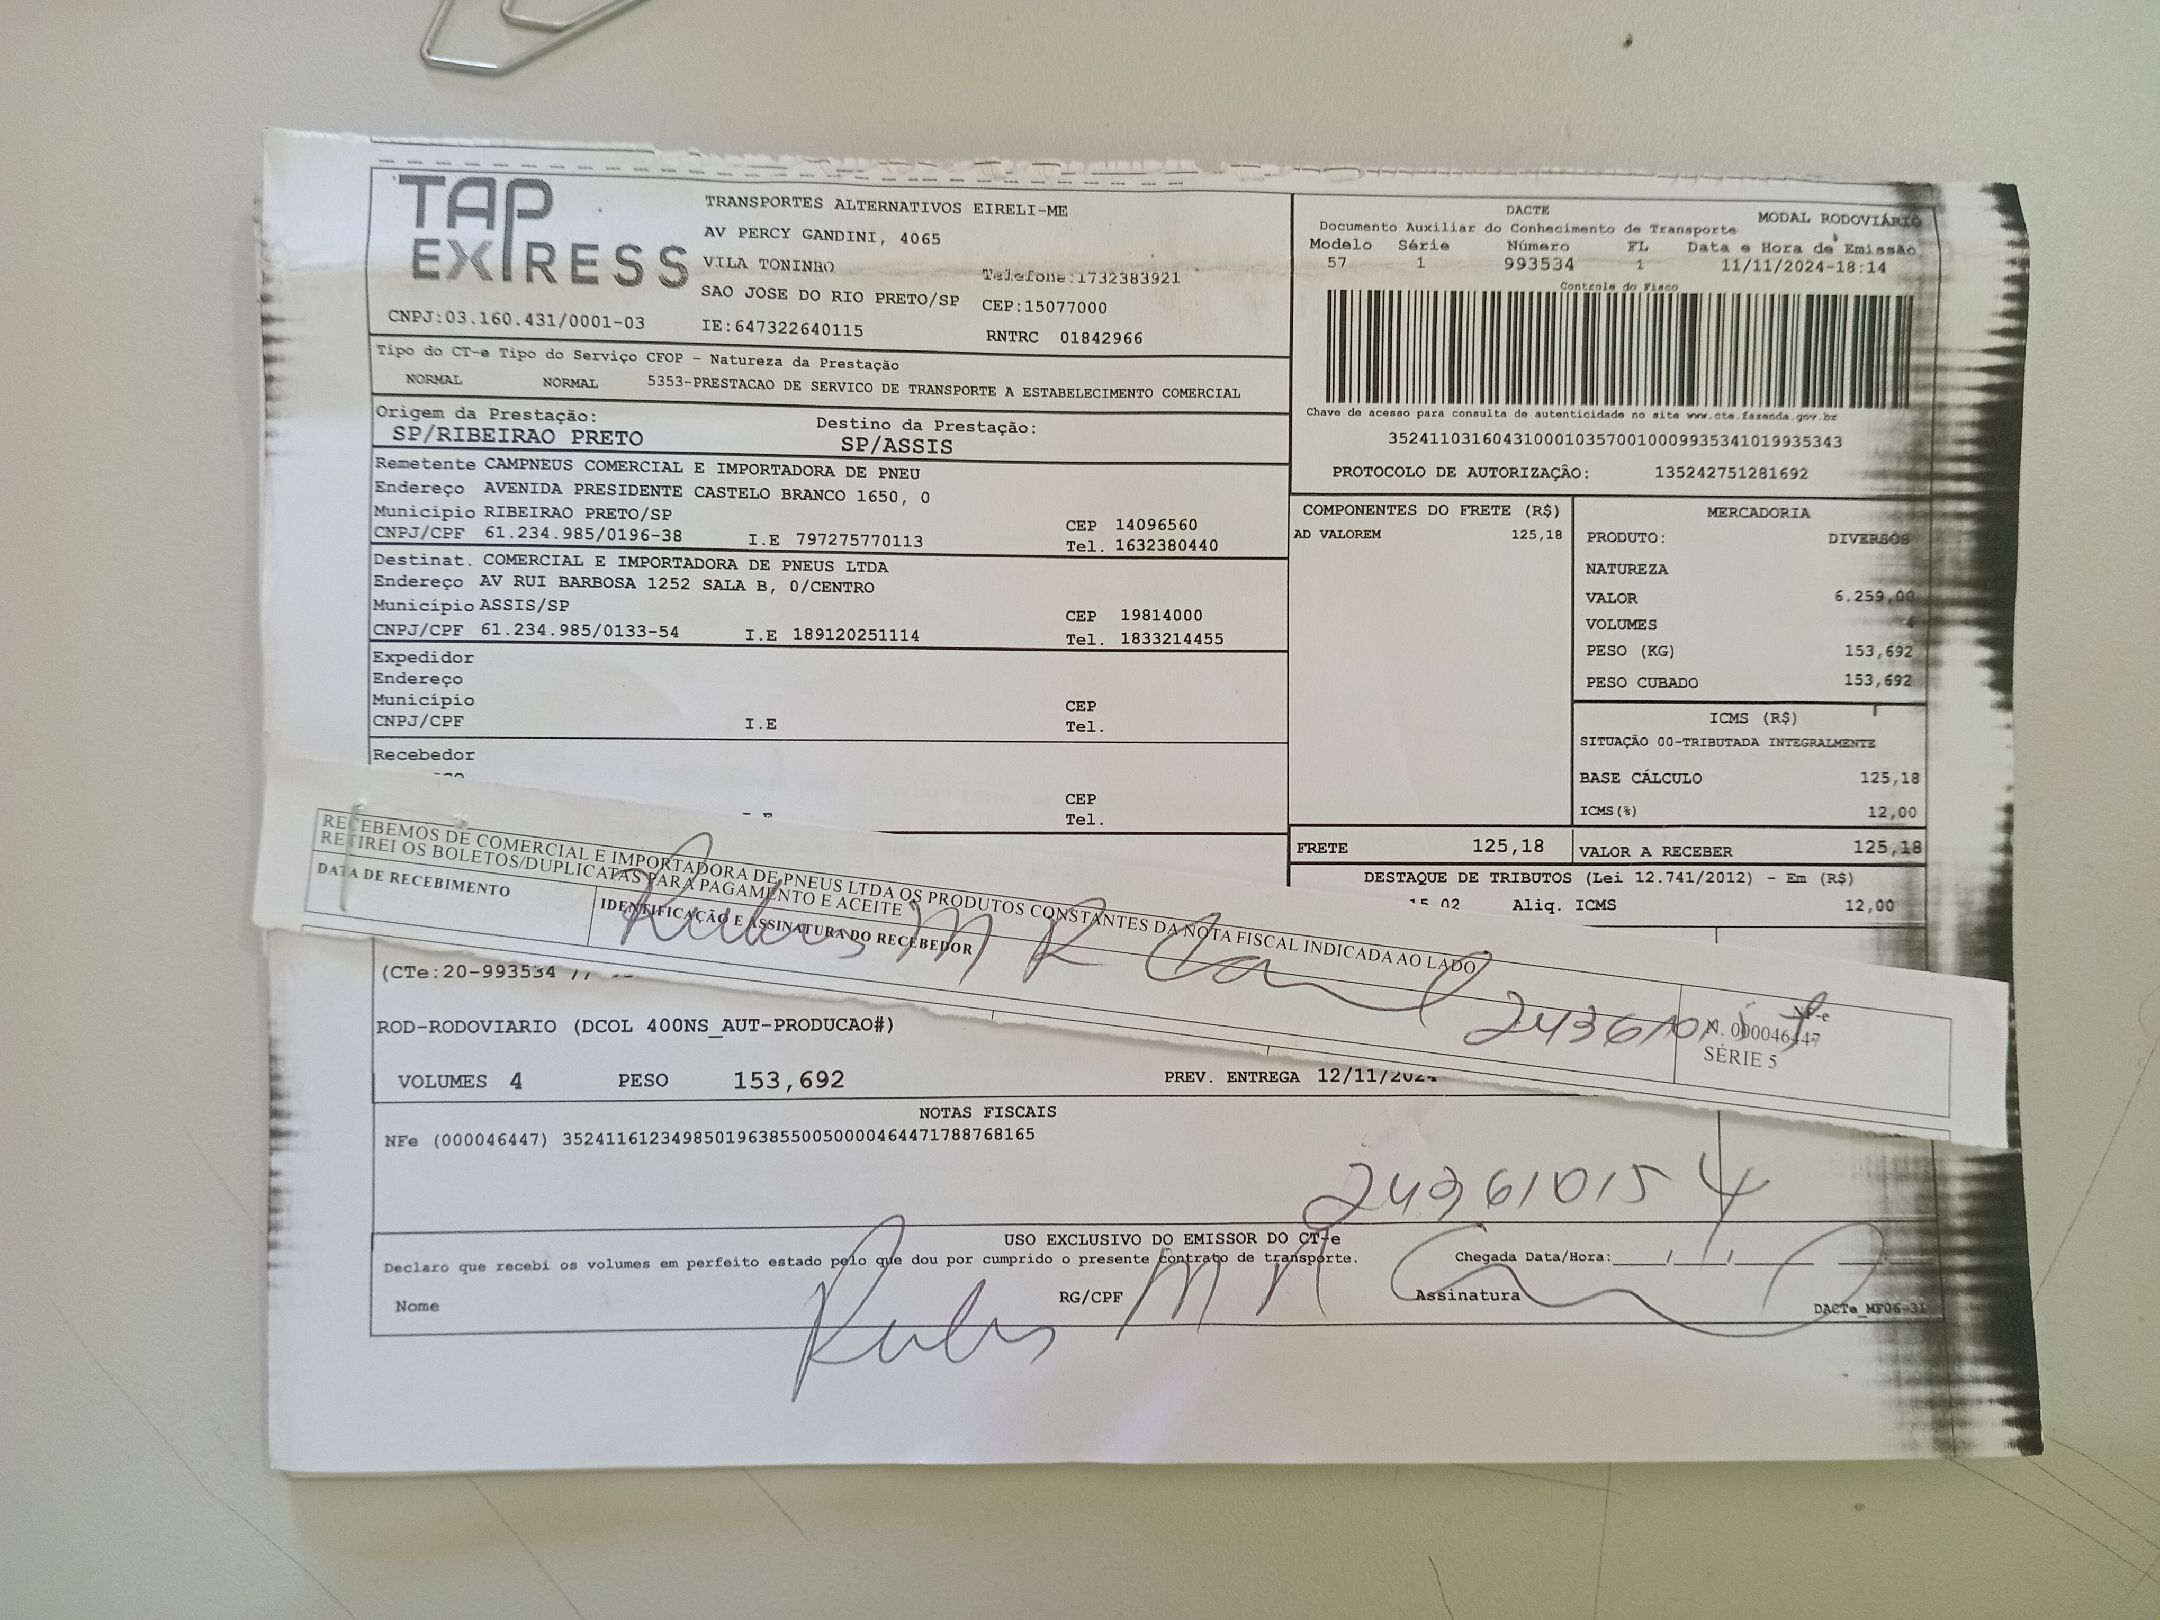 TAP EXPRESS
TRANSPORTES ALTERNATIVOS EIRELI-ME
AV PERCY GANDINI, 4065
VILA TONINHO
Telefone:1732383921
SAO JOSE DO RIO PRETO/SP CEP:15077000
CNPJ:03.160.431/0001-03 IE:647322640115 RNTRC 01842966
DACTE MODAL RODOVIÁRIO
Documento Auxiliar do Conhecimento de Transporte
Modelo Série Número FL Data e Hora de Emissão
57 1 993534 1 11/11/2024-18:14
Controle do Fisco
Chave de acesso para consulta de autenticidade no site www.cte.fazenda.gov.br
35241103160431000103570010009935341019935343
PROTOCOLO DE AUTORIZAÇÃO: 135242751281692
Tipo do CT-e Tipo do Serviço CFOP - Natureza da Prestação
NORMAL NORMAL 5353-PRESTACAO DE SERVICO DE TRANSPORTE A ESTABELECIMENTO COMERCIAL
Origem da Prestação: Destino da Prestação:
SP/RIBEIRAO PRETO SP/ASSIS
Remetente CAMPNEUS COMERCIAL E IMPORTADORA DE PNEU
Endereço AVENIDA PRESIDENTE CASTELO BRANCO 1650, 0
Município RIBEIRAO PRETO/SP CEP 14096560
CNPJ/CPF 61.234.985/0196-38 I.E 797275770113 Tel. 1632380440
Destinat. COMERCIAL E IMPORTADORA DE PNEUS LTDA
Endereço AV RUI BARBOSA 1252 SALA B, 0/CENTRO
Município ASSIS/SP CEP 19814000
CNPJ/CPF 61.234.985/0133-54 I.E 189120251114 Tel. 1833214455
Expedidor
Endereço
Município CEP
CNPJ/CPF I.E Tel.
Recebedor
CEP
Tel.
COMPONENTES DO FRETE (R$)
AD VALOREM 125,18
MERCADORIA
PRODUTO: DIVERSOS
NATUREZA
VALOR 6.259,00
VOLUMES 4
PESO (KG) 153,692
PESO CUBADO 153,692
ICMS (R$)
SITUAÇÃO 00-TRIBUTADA INTEGRALMENTE
BASE CÁLCULO 125,18
ICMS(%) 12,00
FRETE 125,18 VALOR A RECEBER 125,18
DESTAQUE DE TRIBUTOS (Lei 12.741/2012) - Em (R$)
15,02 Aliq. ICMS 12,00
RECEBEMOS DE COMERCIAL E IMPORTADORA DE PNEUS LTDA OS PRODUTOS CONSTANTES DA NOTA FISCAL INDICADA AO LADO
RETIREI OS BOLETOS/DUPLICATAS PARA PAGAMENTO E ACEITE
DATA DE RECEBIMENTO IDENTIFICAÇÃO E ASSINATURA DO RECEBEDOR
NF-e
N. 000046447
SÉRIE 5
(CTe:20-993534 //
ROD-RODOVIARIO (DCOL 400NS_AUT-PRODUCAO#)
VOLUMES 4 PESO 153,692 PREV. ENTREGA 12/11/2024
NOTAS FISCAIS
NFe (000046447) 35241161234985019638550050000464471788768165
243610154
USO EXCLUSIVO DO EMISSOR DO CT-e
Declaro que recebi os volumes em perfeito estado pelo que dou por cumprido o presente contrato de transporte. Chegada Data/Hora:____/____/____ ____:____
Nome RG/CPF Assinatura
DACTe_MF06-31